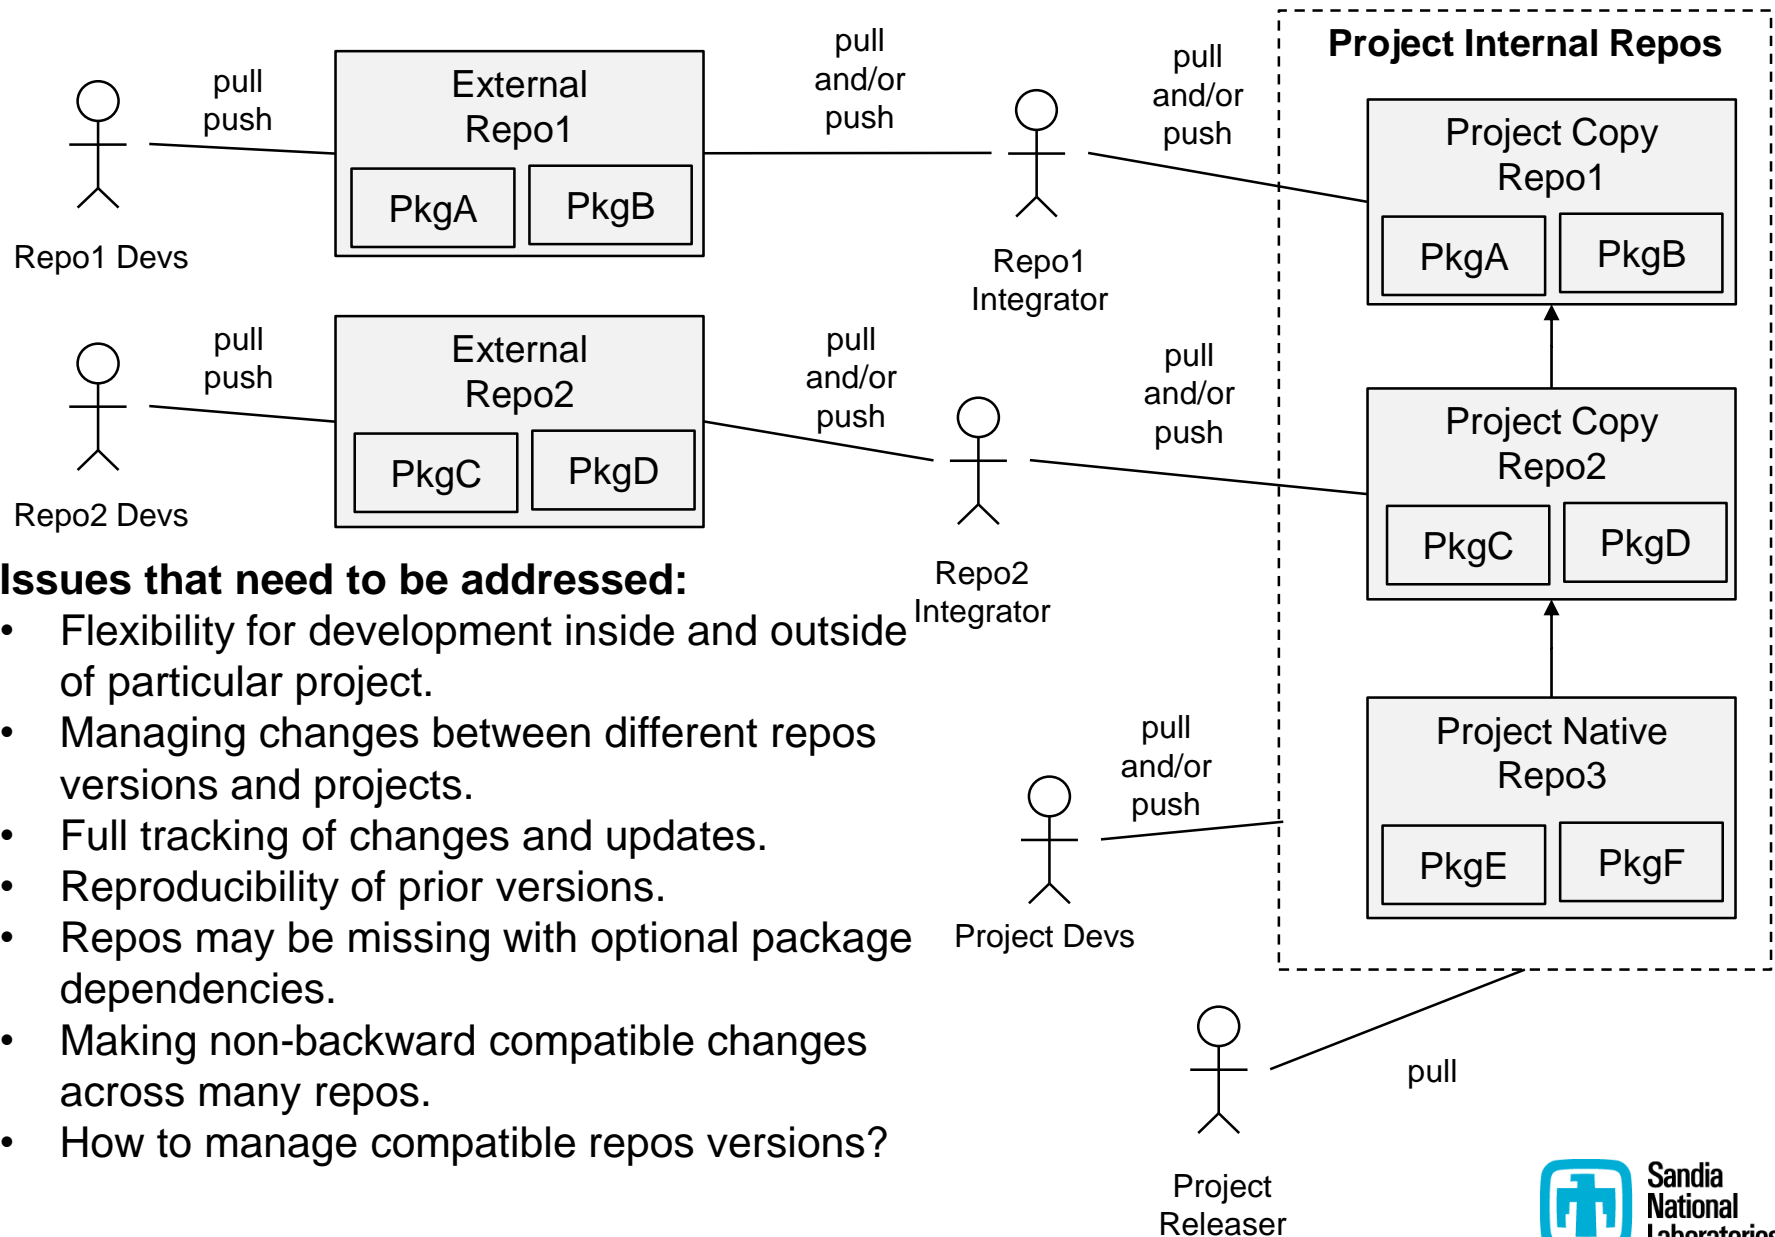 Project Internal Repos
pull
push
External
Repo1
PkgA
PkgB
Repo1 Devs
pull
and/or
push
Repo1
Integrator
pull
and/or
push
Project Copy
Repo1
PkgA
PkgB
pull
push
External
Repo2
PkgC
PkgD
Repo2 Devs
pull
and/or
push
Repo2
Integrator
pull
and/or
push
Project Copy
Repo2
PkgC
PkgD
Issues that need to be addressed:
• Flexibility for development inside and outside
of particular project.
• Managing changes between different repos
versions and projects.
• Full tracking of changes and updates.
• Reproducibility of prior versions.
• Repos may be missing with optional package
dependencies.
• Making non-backward compatible changes
across many repos.
• How to manage compatible repos versions?
pull
and/or
push
Project Devs
Project Native
Repo3
PkgE
PkgF
pull
Project
Releaser
Sandia
National
Laboratories